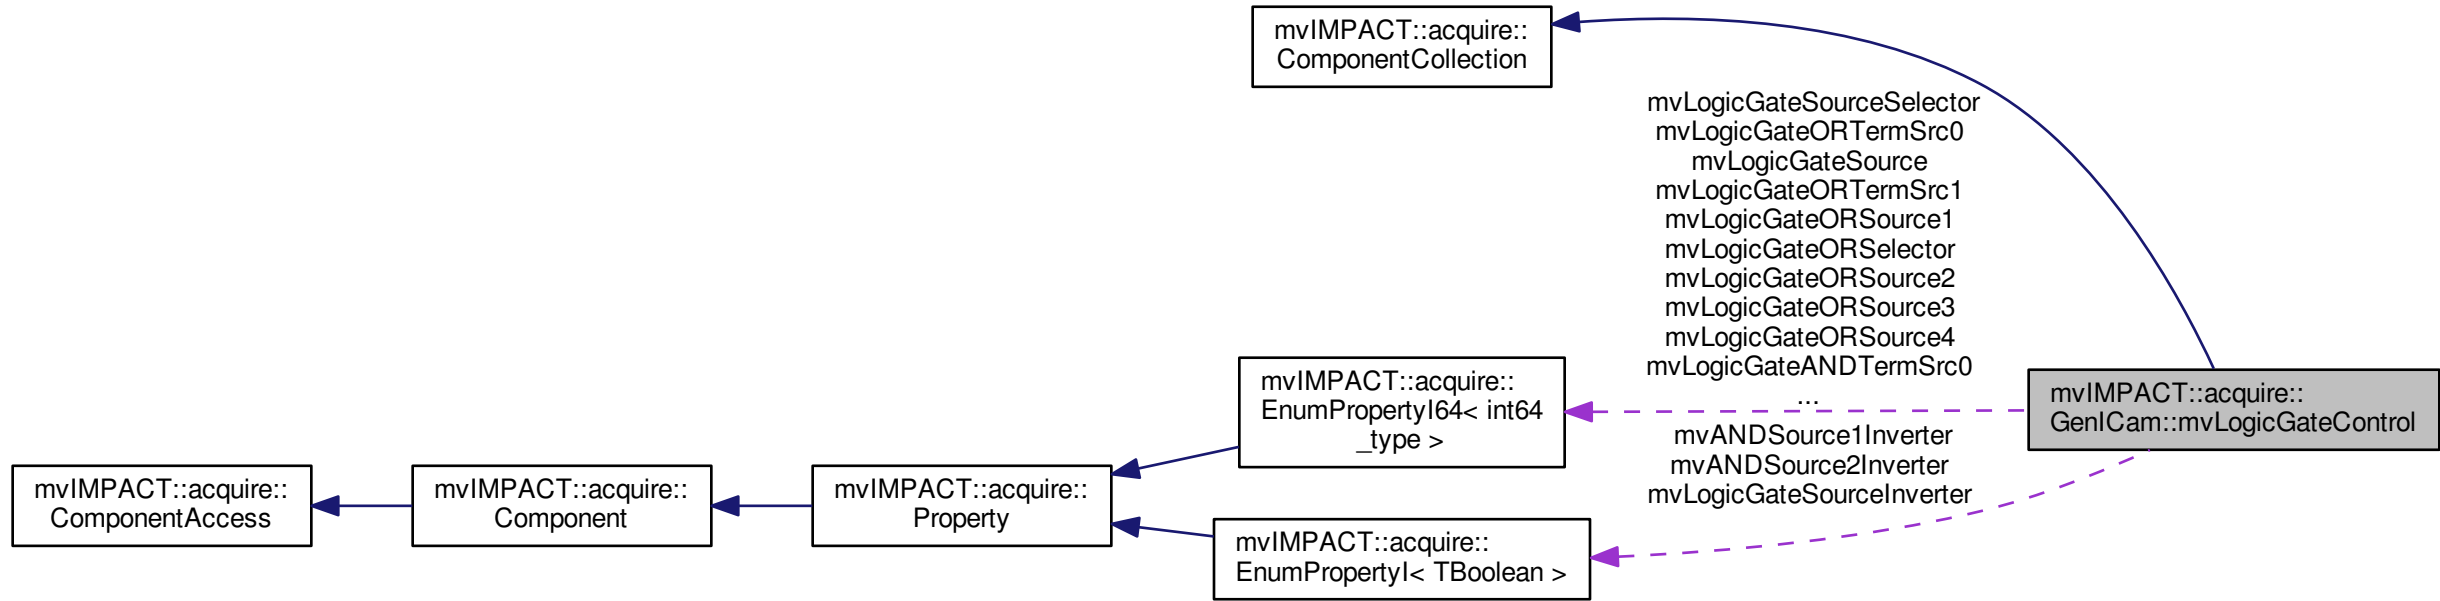 mvIMPACT::acquire::
ComponentCollection
mvLogicGateSourceSelector
mvLogicGateORTermSrc0
mvLogicGateSource
mvLogicGateORTermSrc1
mvLogicGateORSource1
mvLogicGateORSelector
mvLogicGateORSource2
mvLogicGateORSource3
mvLogicGateORSource4
mvLogicGateANDTermSrc0
...
mvIMPACT::acquire::
EnumPropertyI64< int64
_type >
mvIMPACT::acquire::
GenICam::mvLogicGateControl
mvANDSource1Inverter
mvANDSource2Inverter
mvLogicGateSourceInverter
mvIMPACT::acquire::
ComponentAccess
mvIMPACT::acquire::
Component
mvIMPACT::acquire::
Property
mvIMPACT::acquire::
EnumPropertyI< TBoolean >